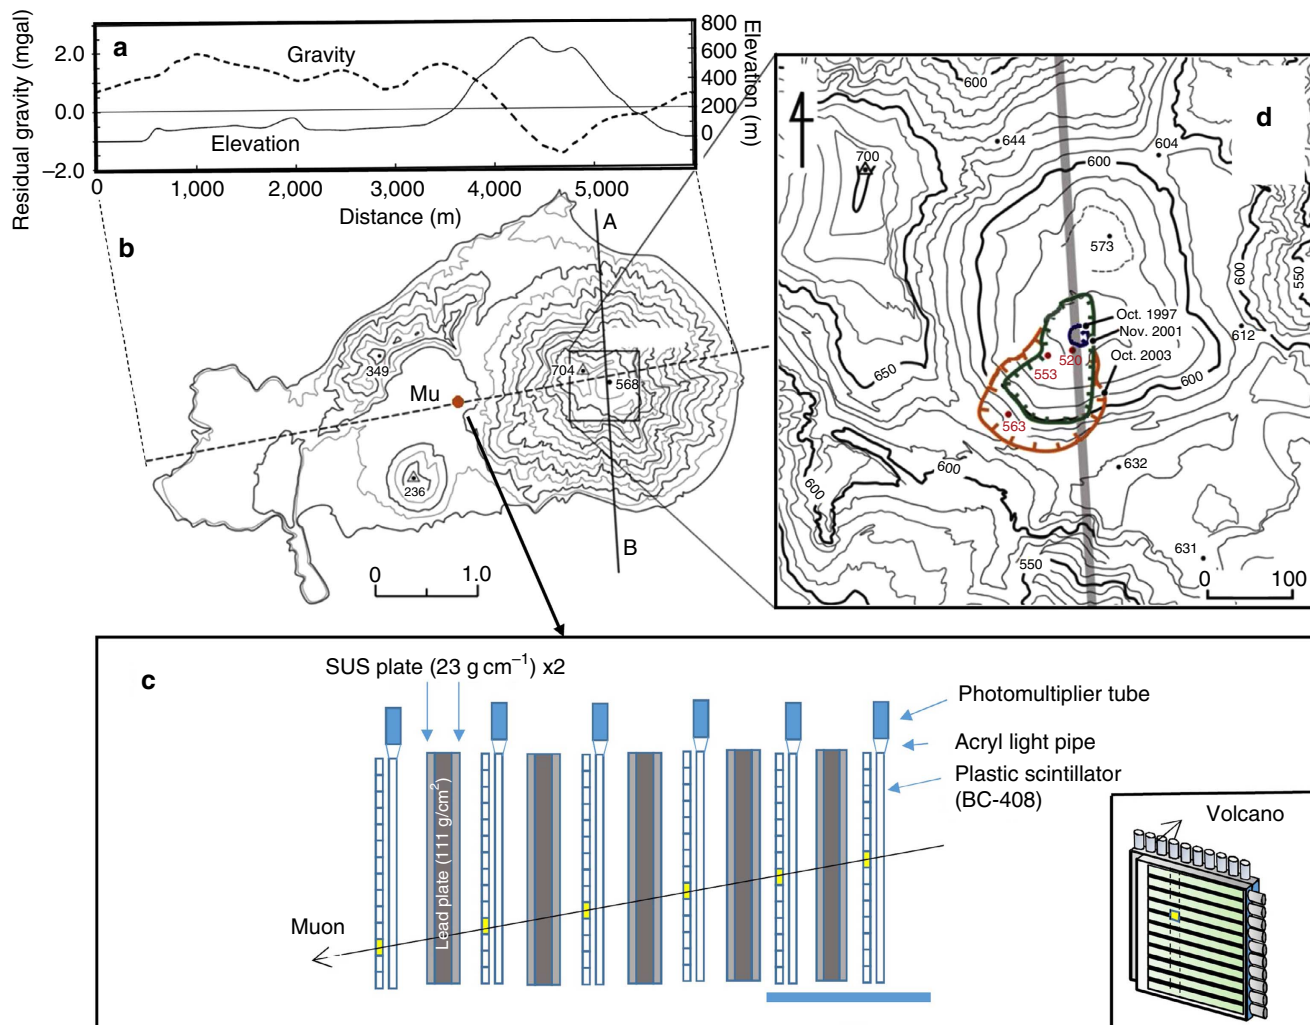 a
Residual gravity (mgal)
2.0
0.0
–2.0
Gravity
Elevation
800
600
400
200
0
Elevation (m)
0
1,000
2,000
3,000
4,000
5,000
Distance (m)
b
A
349
Mu
704
568
236
B
0
1.0
d
600
700
644
604
600
573
600
550
Oct. 1997
Nov. 2001
612
520
553
Oct. 2003
650
600
563
600
632
600
631
550
0
100
c
SUS plate (23 g cm⁻¹) x2
Photomultiplier tube
Acryl light pipe
Plastic scintillator
(BC-408)
Lead plate (111 g/cm²)
Muon
Volcano